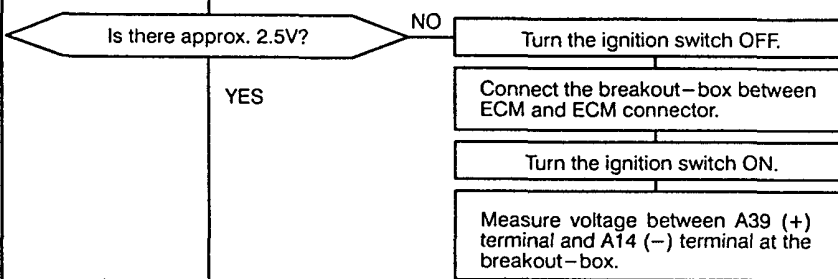 Is there approx. 2.5V?
NO
YES
Turn the ignition switch OFF.
Connect the breakout-box between
ECM and ECM connector.
Turn the ignition switch ON.
Measure voltage between A39 (+)
terminal and A14 (−) terminal at the
breakout-box.